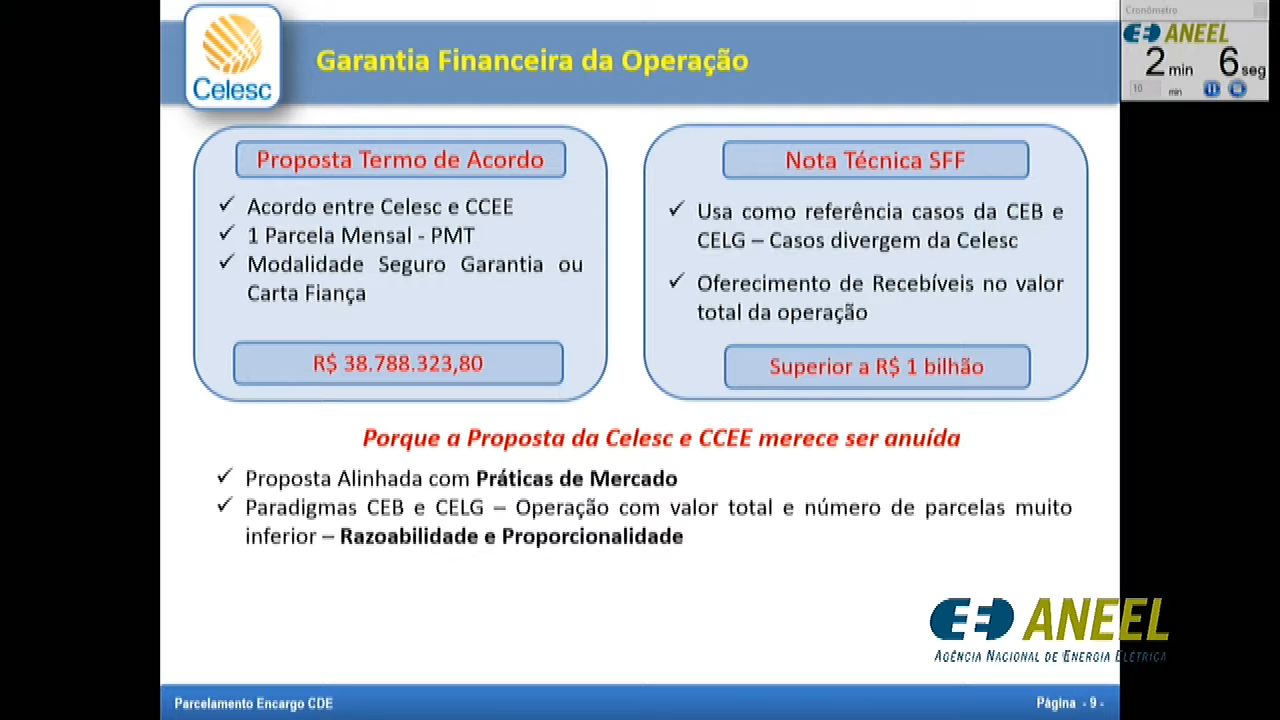 Celesc
Garantia Financeira da Operação
Cronômetro
ANEEL
2 min 6 seg
10 min
Proposta Termo de Acordo
Acordo entre Celesc e CCEE
1 Parcela Mensal - PMT
Modalidade Seguro Garantia ou
Carta Fiança
R$ 38.788.323,80
Nota Técnica SFF
Usa como referência casos da CEB e
CELG – Casos divergem da Celesc
Oferecimento de Recebíveis no valor
total da operação
Superior a R$ 1 bilhão
Porque a Proposta da Celesc e CCEE merece ser anuída
Proposta Alinhada com Práticas de Mercado
Paradigmas CEB e CELG – Operação com valor total e número de parcelas muito
inferior – Razoabilidade e Proporcionalidade
ANEEL
AGÊNCIA NACIONAL DE ENERGIA ELÉTRICA
Parcelamento Encargo CDE
Página - 9 -